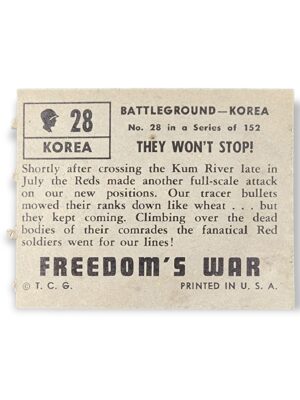 28
KOREA
BATTLEGROUND—KOREA
No. 28 in a Series of 152
THEY WON'T STOP!
Shortly after crossing the Kum River late in
July the Reds made another full-scale attack
on our new positions. Our tracer bullets
mowed their ranks down like wheat . . . but
they kept coming. Climbing over the dead
bodies of their comrades the fanatical Red
soldiers went for our lines!
FREEDOM'S WAR
© T. C. G.
PRINTED IN U. S. A.